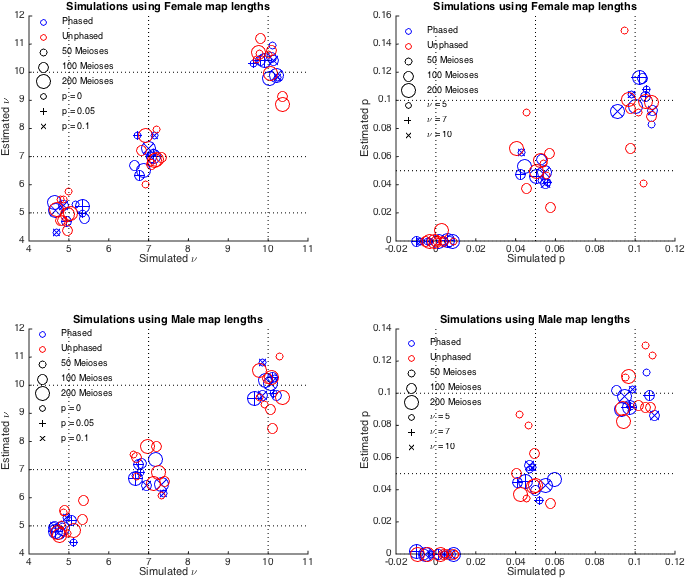 Simulations using Female map lengths
Estimated ν
12
11
10
9
8
7
6
5
4
Phased
Unphased
50 Meioses
100 Meioses
200 Meioses
p = 0
p = 0.05
p = 0.1
4 5 6 7 8 9 10 11
Simulated ν
Simulations using Female map lengths
Estimated p
0.16
0.14
0.12
0.1
0.08
0.06
0.04
0.02
0
Phased
Unphased
50 Meioses
100 Meioses
200 Meioses
ν = 5
ν = 7
ν = 10
-0.02 0 0.02 0.04 0.06 0.08 0.1 0.12
Simulated p
Simulations using Male map lengths
Estimated ν
12
11
10
9
8
7
6
5
4
Phased
Unphased
50 Meioses
100 Meioses
200 Meioses
p = 0
p = 0.05
p = 0.1
4 5 6 7 8 9 10 11
Simulated ν
Simulations using Male map lengths
Estimated p
0.14
0.12
0.1
0.08
0.06
0.04
0.02
0
Phased
Unphased
50 Meioses
100 Meioses
200 Meioses
ν = 5
ν = 7
ν = 10
-0.02 0 0.02 0.04 0.06 0.08 0.1 0.12
Simulated p